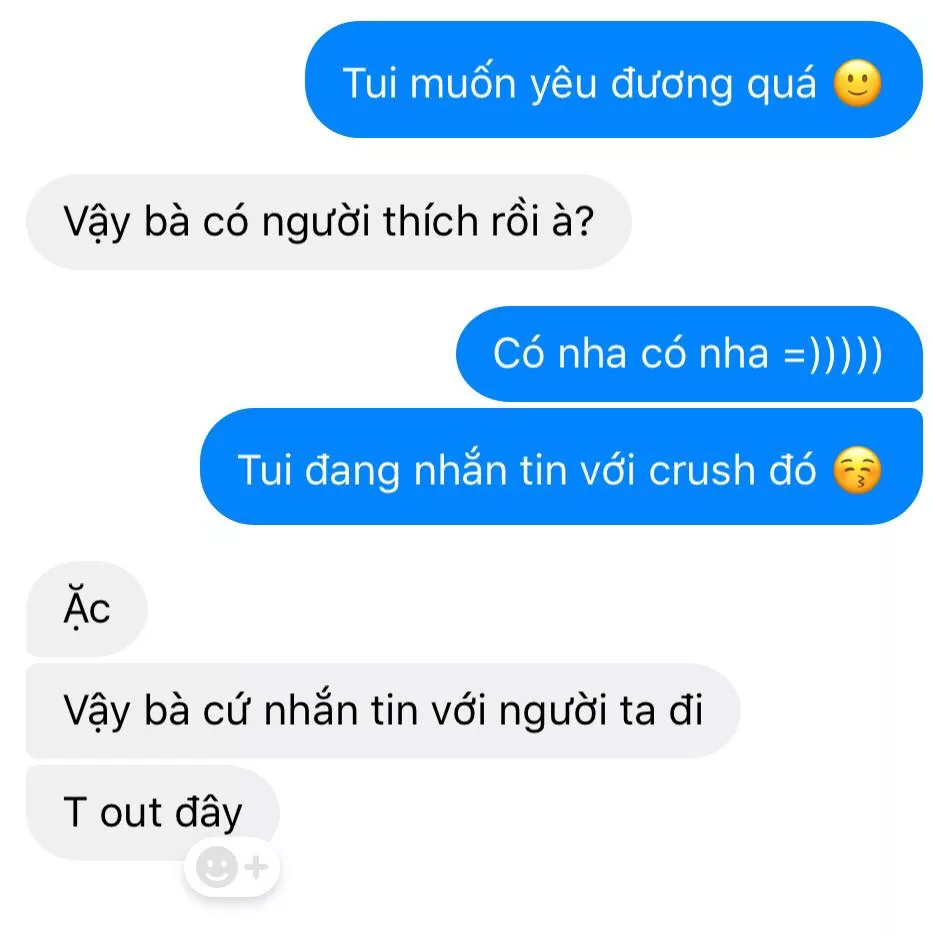 Tui muốn yêu đương quá 🙂
Vậy bà có người thích rồi à?
Có nha có nha =)))))
Tui đang nhắn tin với crush đó 😚
Ặc
Vậy bà cứ nhắn tin với người ta đi
T out đây